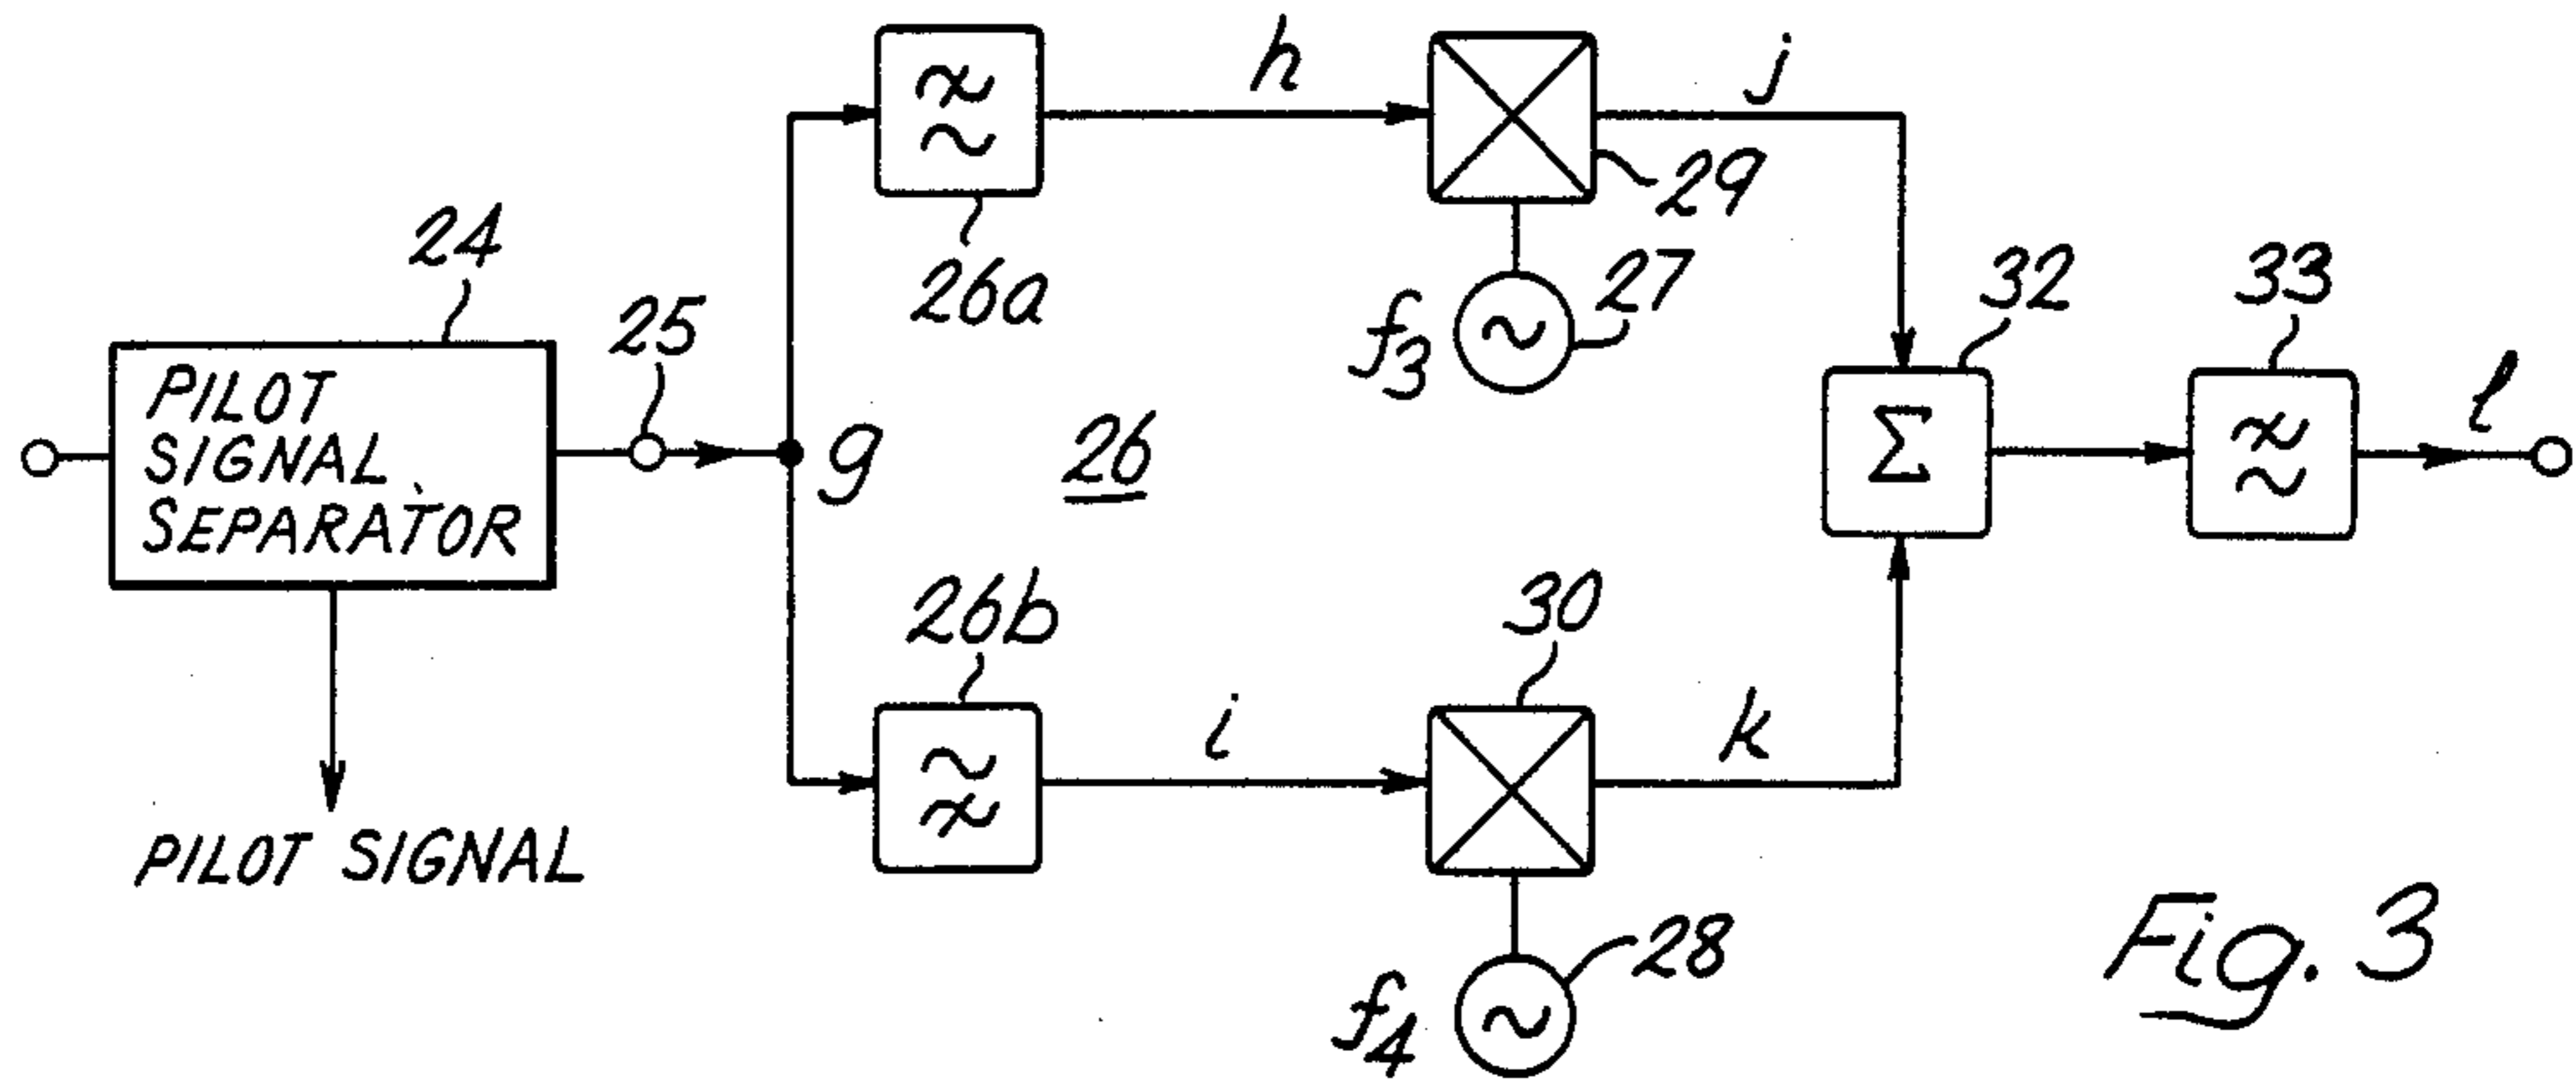 h
j
29
26a
27
f3
24
25
32
33
PILOT
SIGNAL
SEPARATOR
g
26
Σ
l
26b
30
i
k
PILOT SIGNAL
28
f4
Fig. 3